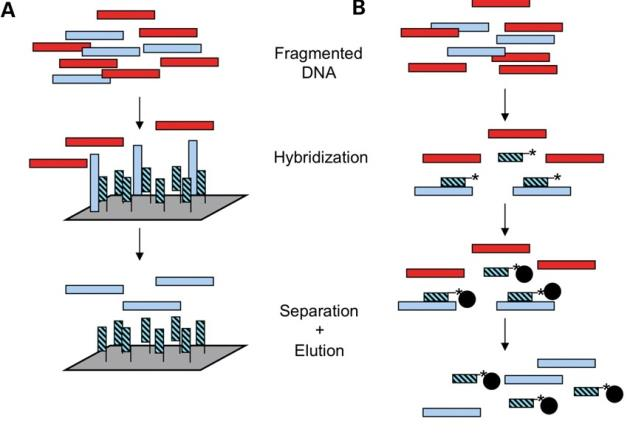 A
B
Fragmented
DNA
Hybridization
*
*
*
*
*
*
Separation
+
Elution
*
*
*